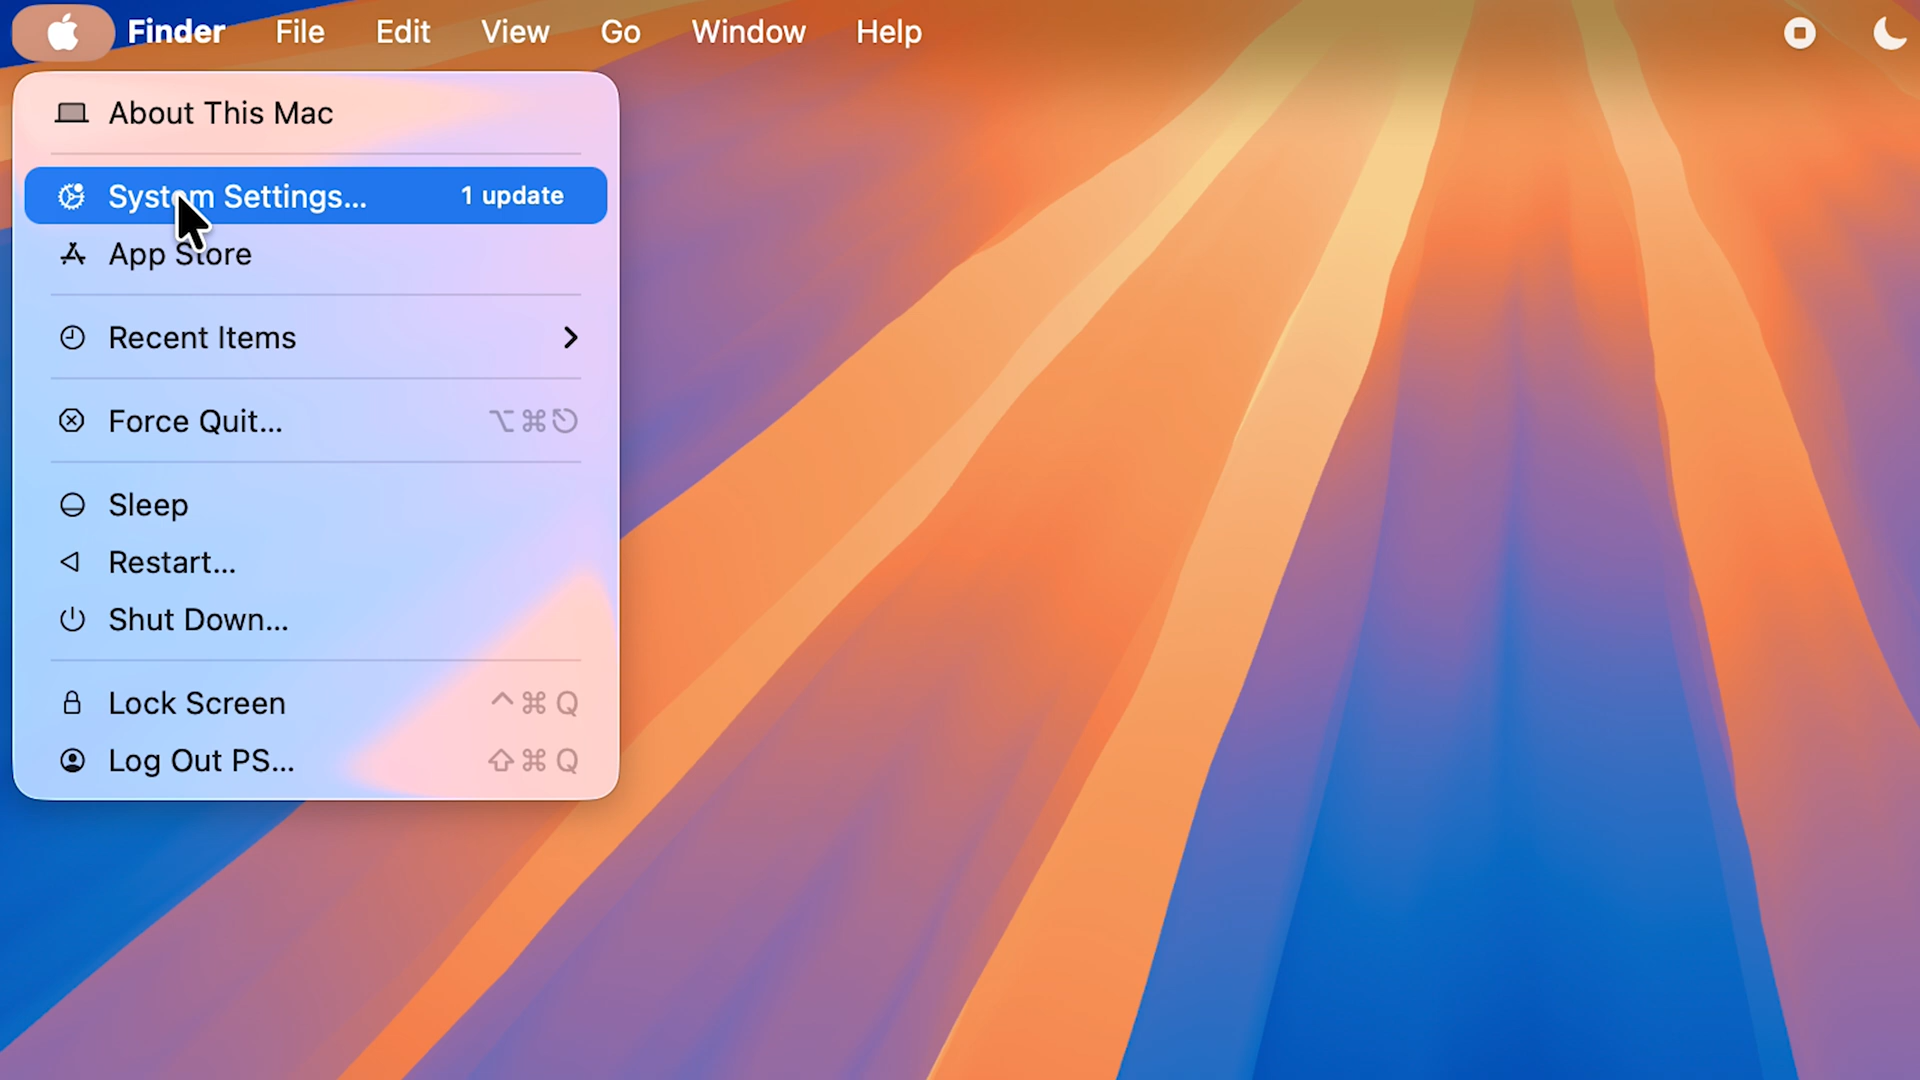 Finder File Edit View Go Window Help
About This Mac
System Settings... 1 update
App Store
Recent Items
Force Quit... ⌥⌘⎋
Sleep
Restart...
Shut Down...
Lock Screen ^⌘Q
Log Out PS... ⇧⌘Q